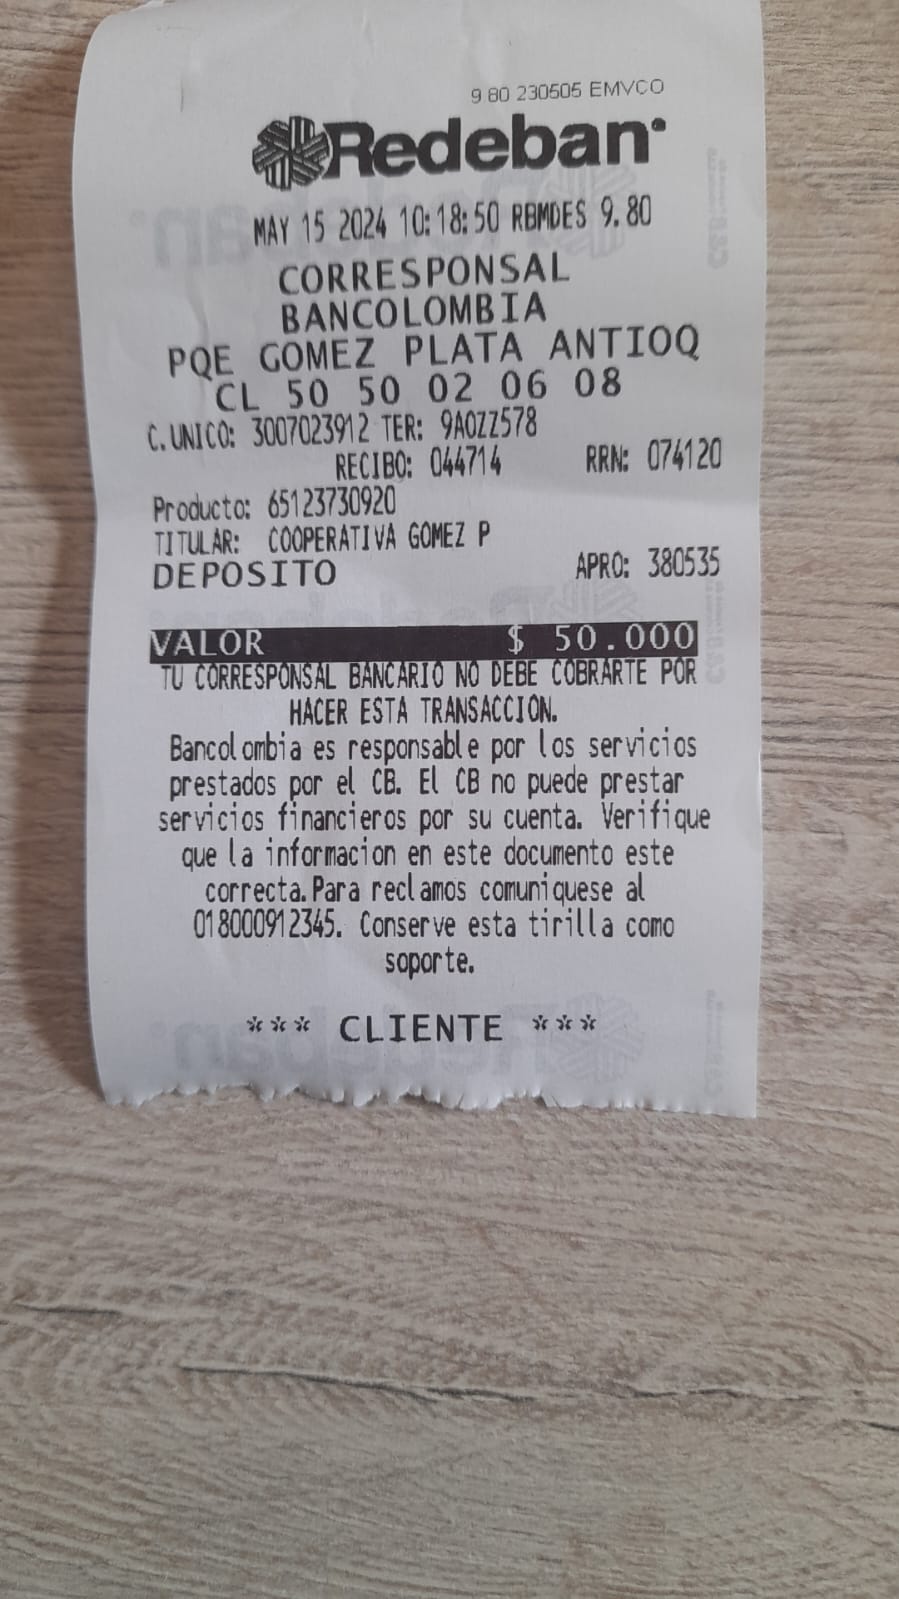 9 80 230505 EMVCO
Redeban
MAY 15 2024 10:18:50 RBMDES 9.80
CORRESPONSAL
BANCOLOMBIA
PQE GOMEZ PLATA ANTIOQ
CL 50 50 02 06 08
C.UNICO: 3007023912 TER: 9A0ZZ578
RECIBO: 044714 RRN: 074120
Producto: 65123730920
TITULAR: COOPERATIVA GOMEZ P
DEPOSITO APRO: 380535
VALOR $ 50.000
TU CORRESPONSAL BANCARIO NO DEBE COBRARTE POR
HACER ESTA TRANSACCION.
Bancolombia es responsable por los servicios
prestados por el CB. El CB no puede prestar
servicios financieros por su cuenta. Verifique
que la informacion en este documento este
correcta.Para reclamos comuniquese al
018000912345. Conserve esta tirilla como
soporte.
*** CLIENTE ***